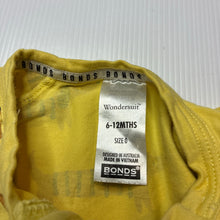 BONDS BONDS BONDS
Wondersuit
6-12MTHS
SIZE 0
DESIGNED IN AUSTRALIA
MADE IN VIETNAM
BONDS